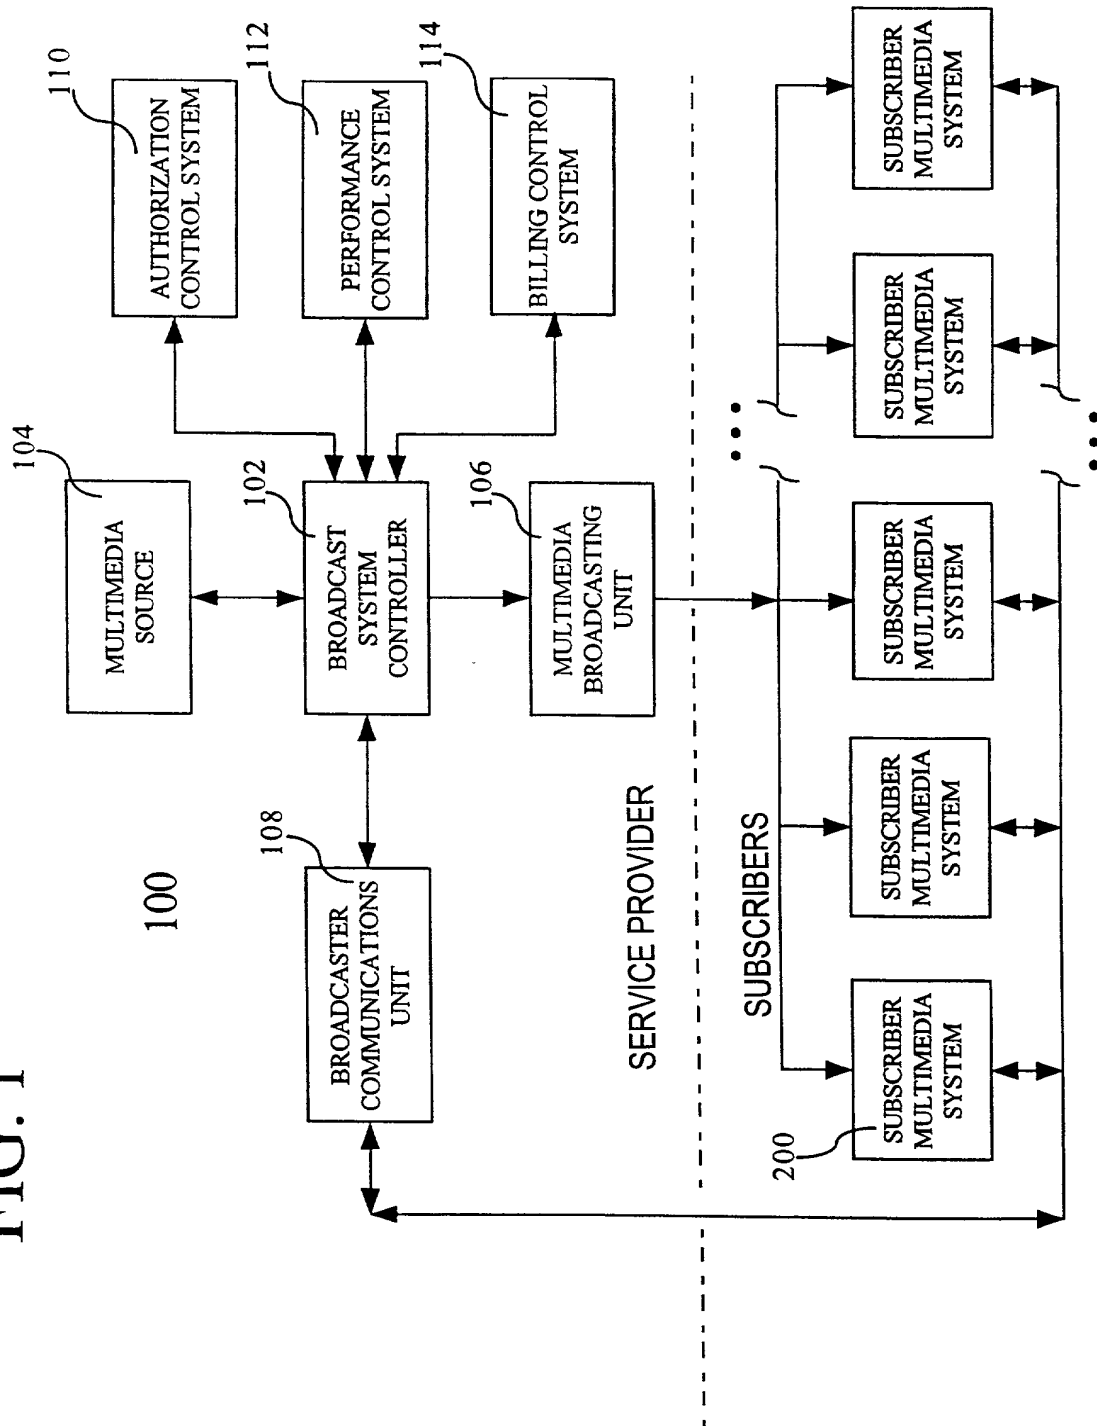 FIG. 1
100
110
AUTHORIZATION
CONTROL SYSTEM
112
PERFORMANCE
CONTROL SYSTEM
114
BILLING CONTROL
SYSTEM
104
MULTIMEDIA
SOURCE
102
BROADCAST
SYSTEM
CONTROLLER
106
MULTIMEDIA
BROADCASTING
UNIT
108
BROADCASTER
COMMUNICATIONS
UNIT
SERVICE PROVIDER
SUBSCRIBERS
200
SUBSCRIBER
MULTIMEDIA
SYSTEM
SUBSCRIBER
MULTIMEDIA
SYSTEM
SUBSCRIBER
MULTIMEDIA
SYSTEM
SUBSCRIBER
MULTIMEDIA
SYSTEM
SUBSCRIBER
MULTIMEDIA
SYSTEM